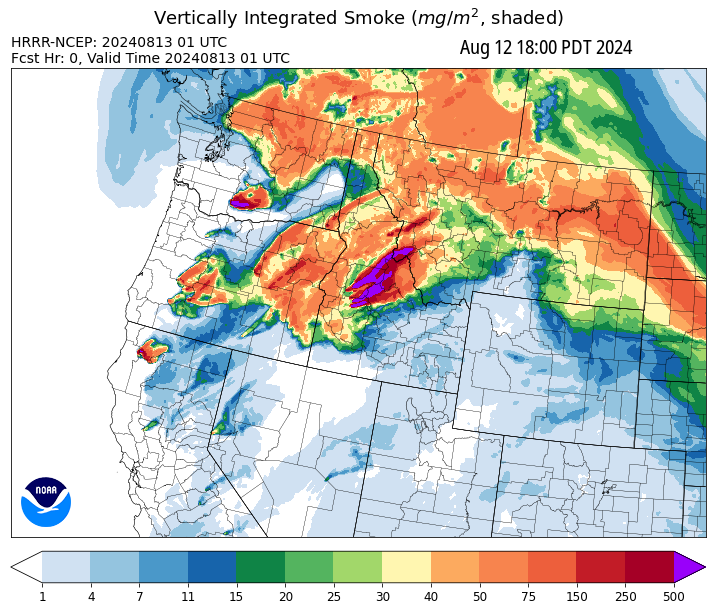 Vertically Integrated Smoke (mg/m², shaded)
HRRR-NCEP: 20240813 01 UTC
Aug 12 18:00 PDT 2024
Fcst Hr: 0, Valid Time 20240813 01 UTC
NOAA
1 4 7 11 15 20 25 30 40 50 75 150 250 500